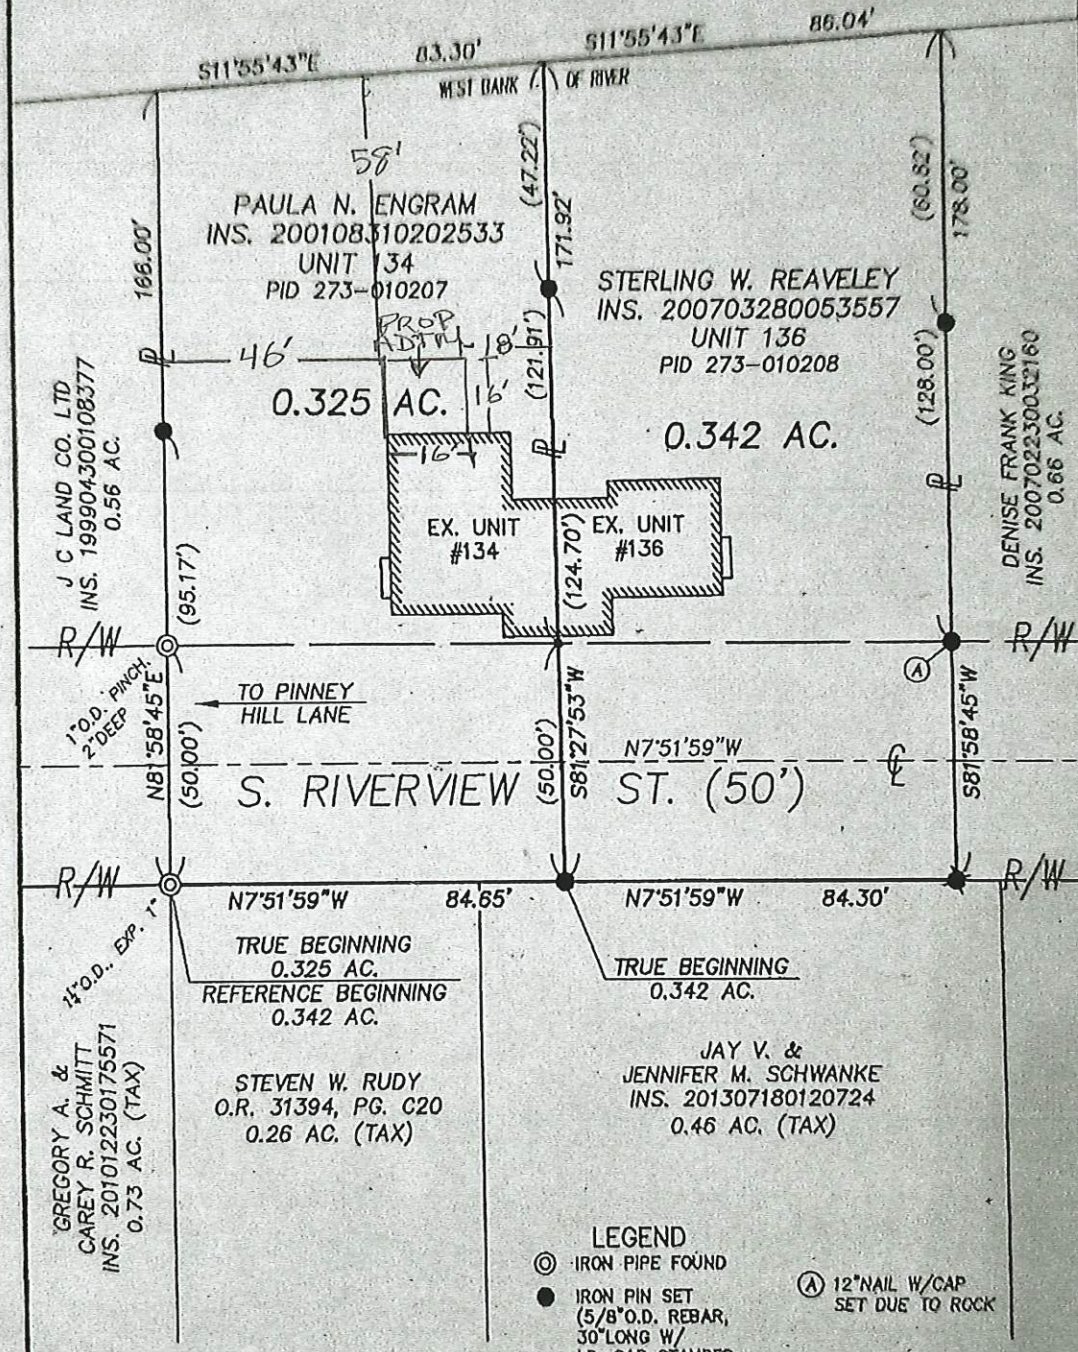 S11°55'43"E
83.30'
S11°55'43"E
86.04'
WEST BANK OF RIVER
58'
(47.22')
171.92'
(60.82')
178.00'
166.00'
PAULA N. ENGRAM
INS. 200108310202533
UNIT 134
PID 273-010207
STERLING W. REAVELEY
INS. 200703280053557
UNIT 136
PID 273-010208
PROP
ADTN
46'
18'
16'
16'
(121.91')
(128.00')
0.325 AC.
0.342 AC.
PL
PL
PL
J C LAND CO. LTD
INS. 199904300108377
0.56 AC.
DENISE FRANK KING
INS. 200702230032160
0.66 AC.
EX. UNIT
#134
EX. UNIT
#136
(124.70')
(95.17')
R/W
R/W
A
1"O.D. PINCH.
2"DEEP
N81°58'45"E
(50.00')
TO PINNEY
HILL LANE
(50.00')
S81°27'53"W
N7°51'59"W
CL
S81°58'45"W
S. RIVERVIEW ST. (50')
R/W
R/W
N7°51'59"W
84.65'
N7°51'59"W
84.30'
O.D., EXP. 1"
TRUE BEGINNING
0.325 AC.
REFERENCE BEGINNING
0.342 AC.
TRUE BEGINNING
0.342 AC.
GREGORY A. &
CAREY R. SCHMITT
INS. 201012230175571
0.73 AC. (TAX)
STEVEN W. RUDY
O.R. 31394, PG. C20
0.26 AC. (TAX)
JAY V. &
JENNIFER M. SCHWANKE
INS. 201307180120724
0.46 AC. (TAX)
LEGEND
IRON PIPE FOUND
IRON PIN SET
(5/8"O.D. REBAR,
30"LONG W/
A 12"NAIL W/CAP
SET DUE TO ROCK